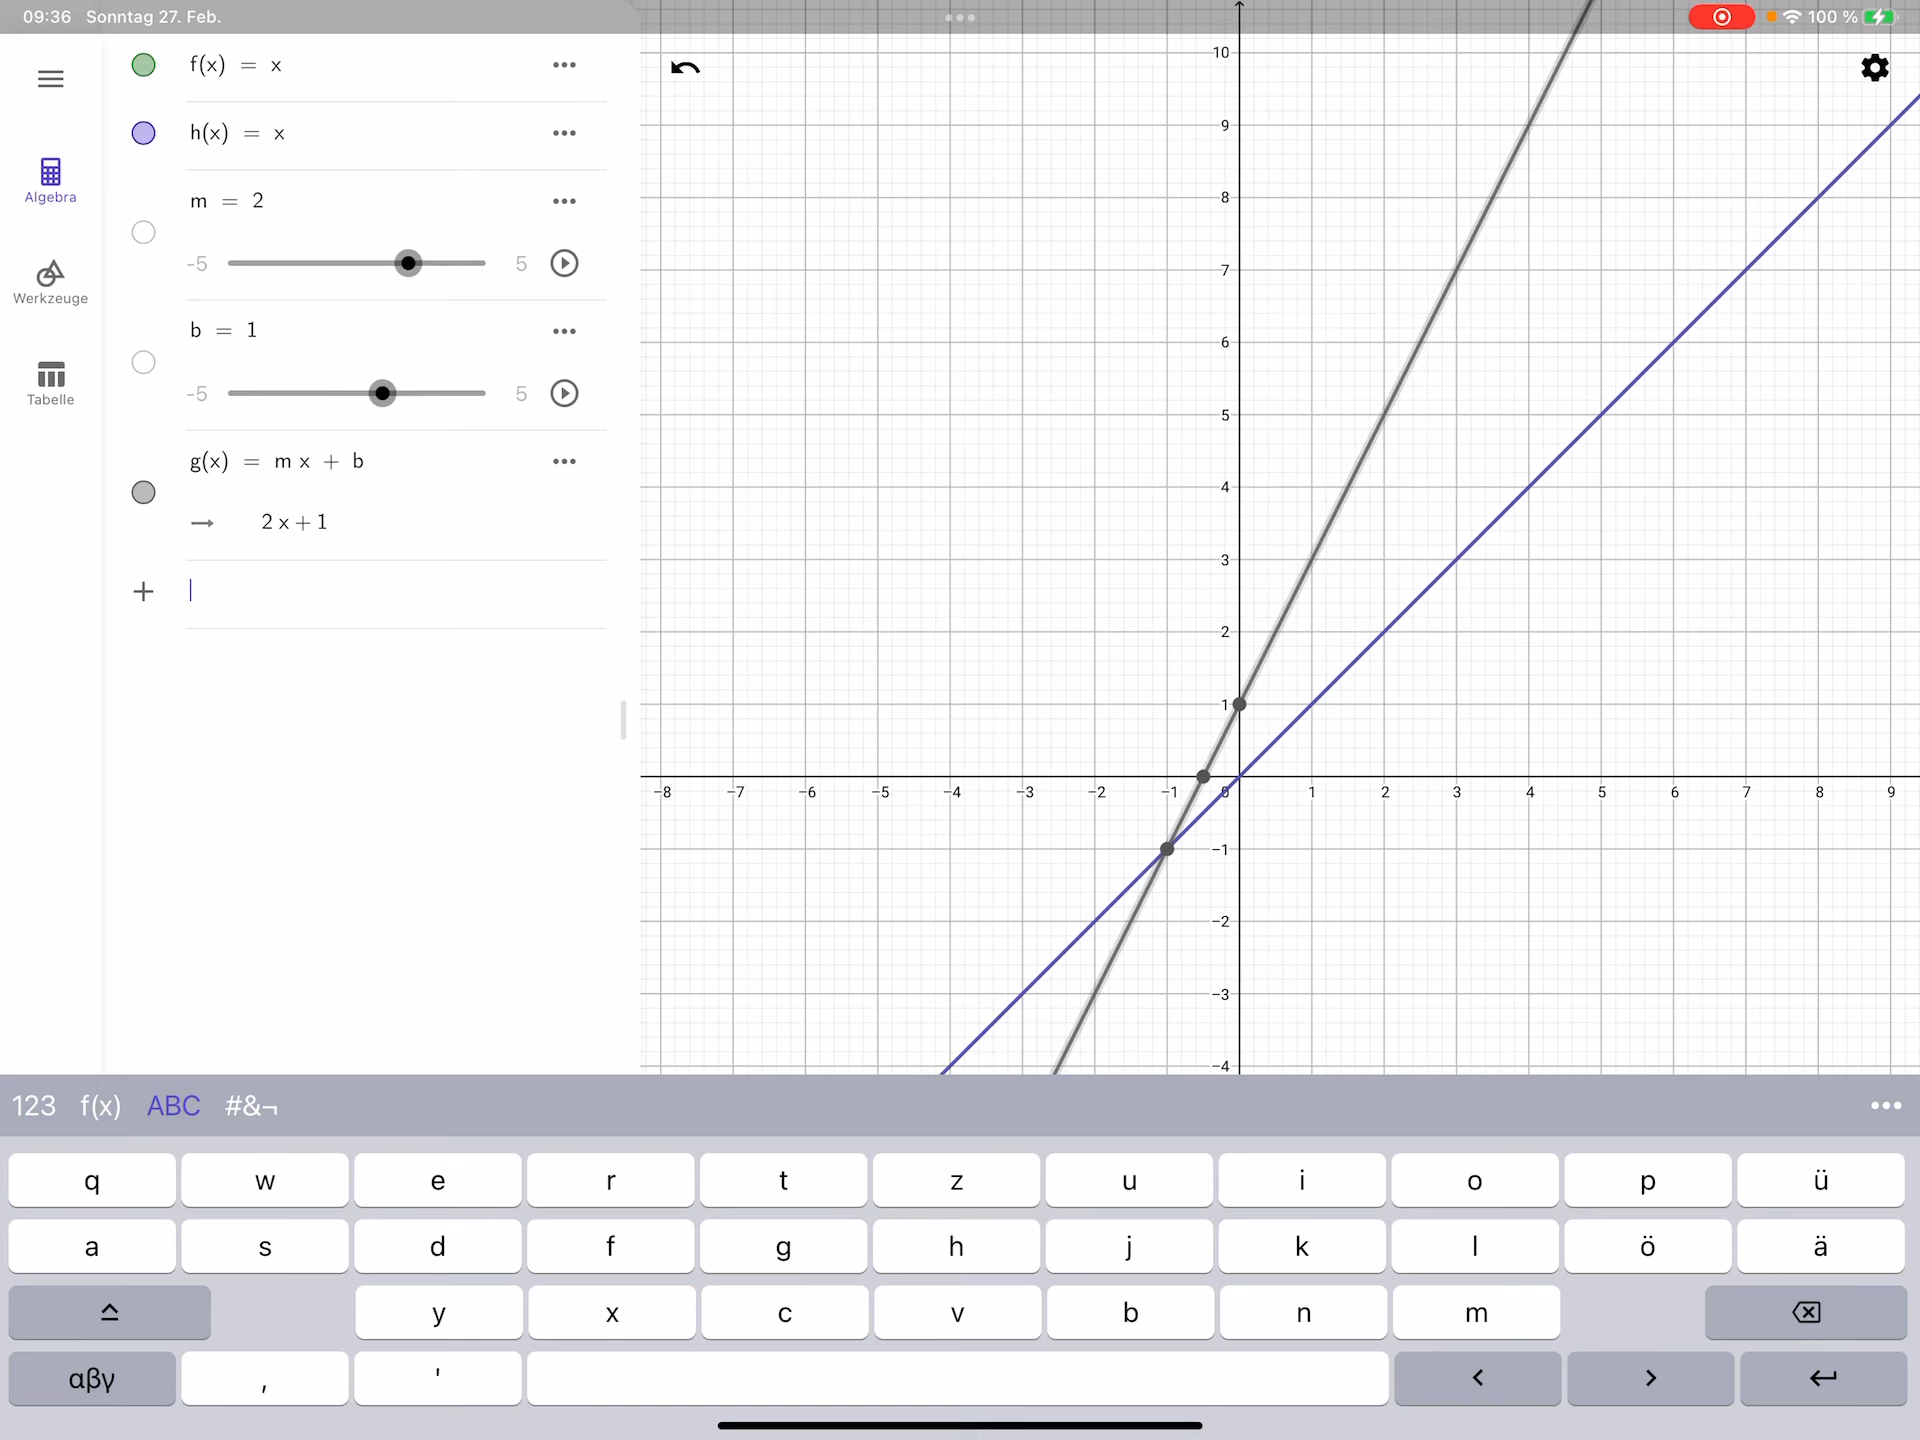 09:36 Sonntag 27. Feb.
100 %
Algebra
Werkzeuge
Tabelle
f(x) = x
h(x) = x
m = 2
-5 5
b = 1
-5 5
g(x) = m x + b
→ 2 x + 1
+
10
9
8
7
6
5
4
3
2
1
−8 −7 −6 −5 −4 −3 −2 −1 0 1 2 3 4 5 6 7 8 9
−1
−2
−3
−4
123 f(x) ABC #&¬
q w e r t z u i o p ü
a s d f g h j k l ö ä
y x c v b n m
αβγ , ' < >